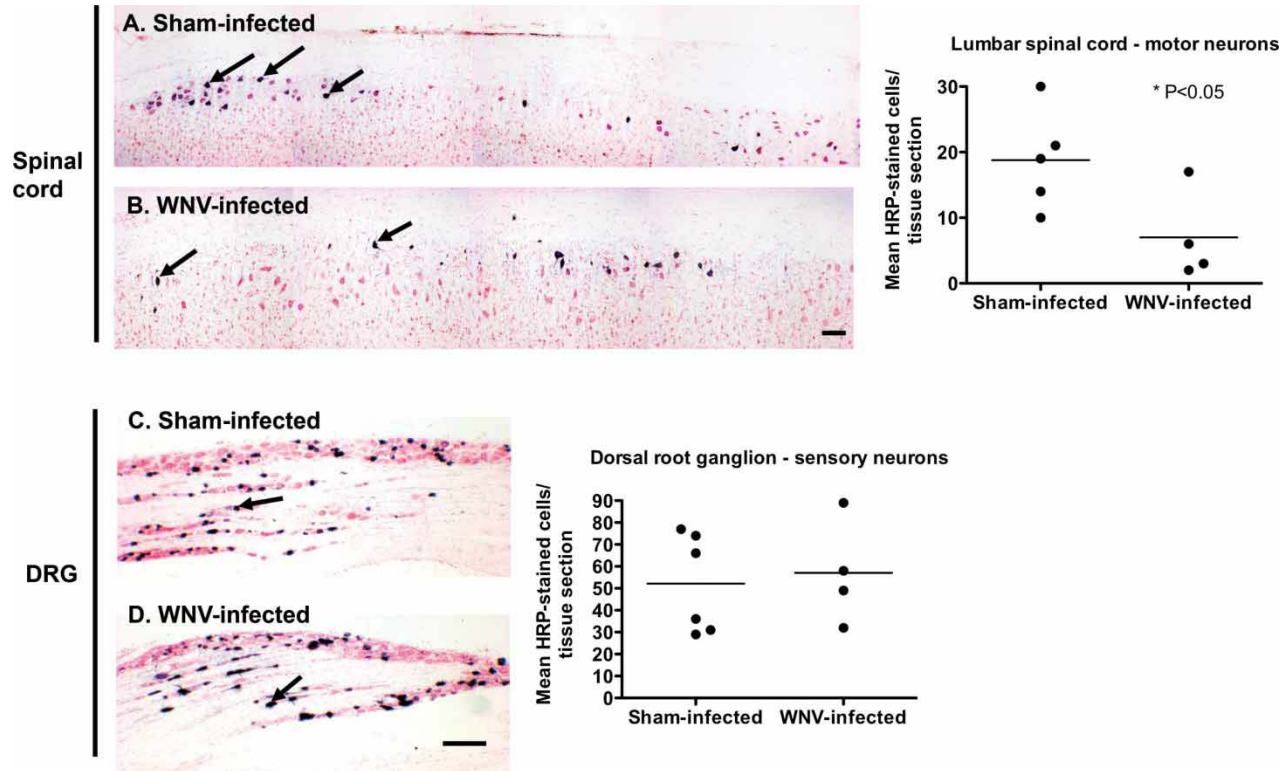 Spinal
cord
A. Sham-infected
B. WNV-infected
Lumbar spinal cord - motor neurons
Mean HRP-stained cells/
tissue section
30
20
10
0
* P<0.05
Sham-infected WNV-infected
DRG
C. Sham-infected
D. WNV-infected
Dorsal root ganglion - sensory neurons
Mean HRP-stained cells/
tissue section
90
80
70
60
50
40
30
20
10
0
Sham-infected WNV-infected